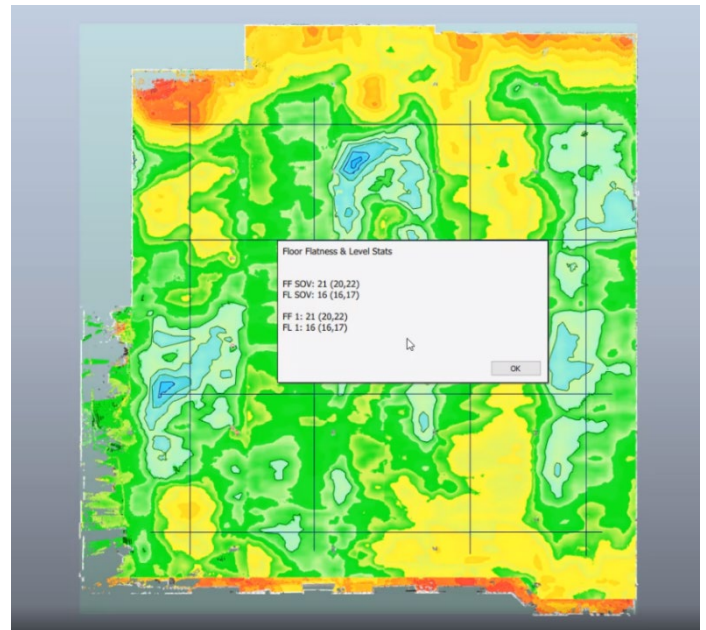 Floor Flatness & Level Stats
FF SOV: 21 (20,22)
FL SOV: 16 (16,17)
FF 1: 21 (20,22)
FL 1: 16 (16,17)
OK